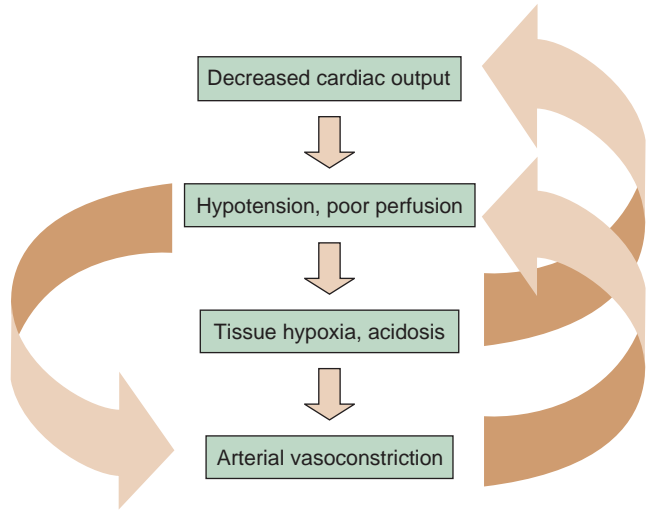 Decreased cardiac output
Hypotension, poor perfusion
Tissue hypoxia, acidosis
Arterial vasoconstriction